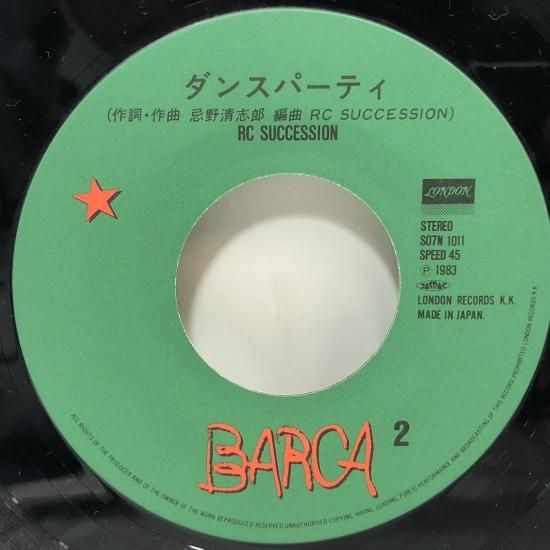 ダンスパーティ
(作詞・作曲 忌野清志郎 編曲 RC SUCCESSION)
RC SUCCESSION
LONDON
STEREO
S07N 1011
SPEED 45
Ⓟ 1983
JASRAC
LONDON RECORDS K.K.
MADE IN JAPAN.
BARCA 2
ALL RIGHTS OF THE PRODUCER AND OF THE OWNER OF THE WORK REPRODUCED RESERVED UNAUTHORISED COPYING, HIRING, LENDING, PUBLIC PERFORMANCE AND BROADCASTING OF THIS RECORD PROHIBITED LONDON RECORDS K.K.